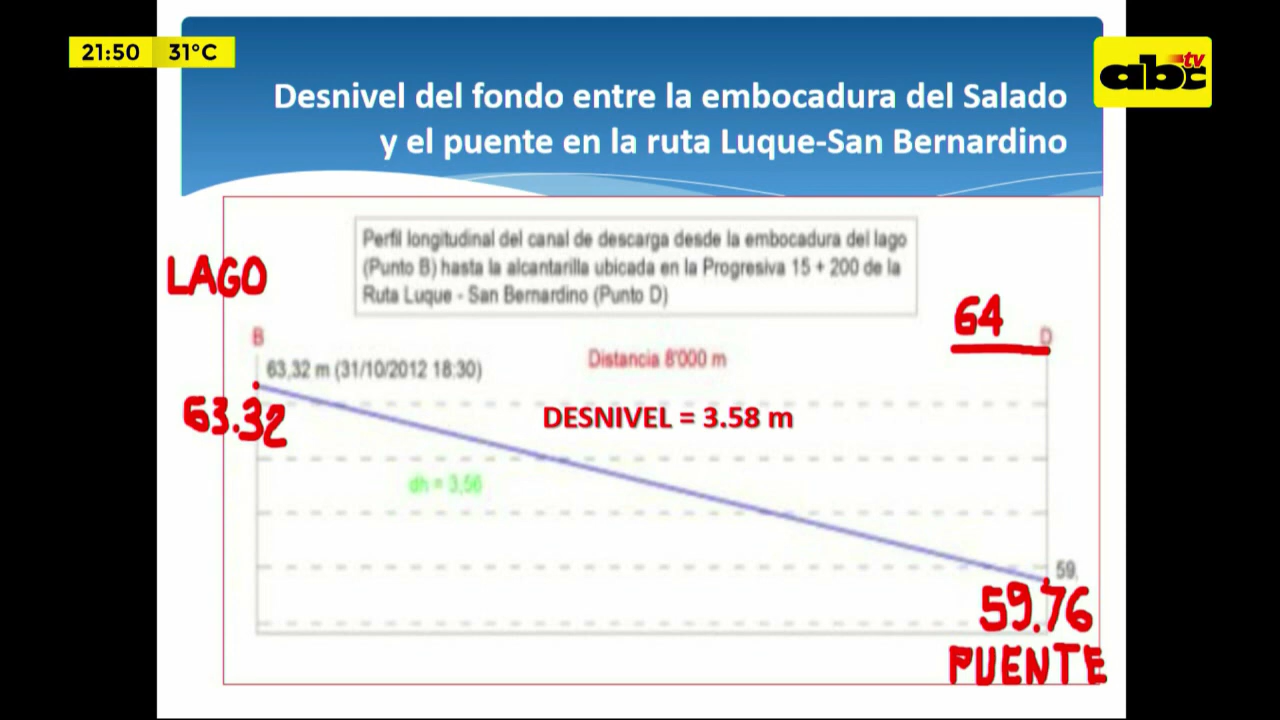 21:50 31°C
abc tv
Desnivel del fondo entre la embocadura del Salado
y el puente en la ruta Luque-San Bernardino
Perfil longitudinal del canal de descarga desde la embocadura del lago
(Punto B) hasta la alcantarilla ubicada en la Progresiva 15 + 200 de la
Ruta Luque - San Bernardino (Punto D)
LAGO
64
B
D
63,32 m (31/10/2012 18:30)
Distancia 8'000 m
63.32
DESNIVEL = 3.58 m
dh = 3,56
59,
59.76
PUENTE